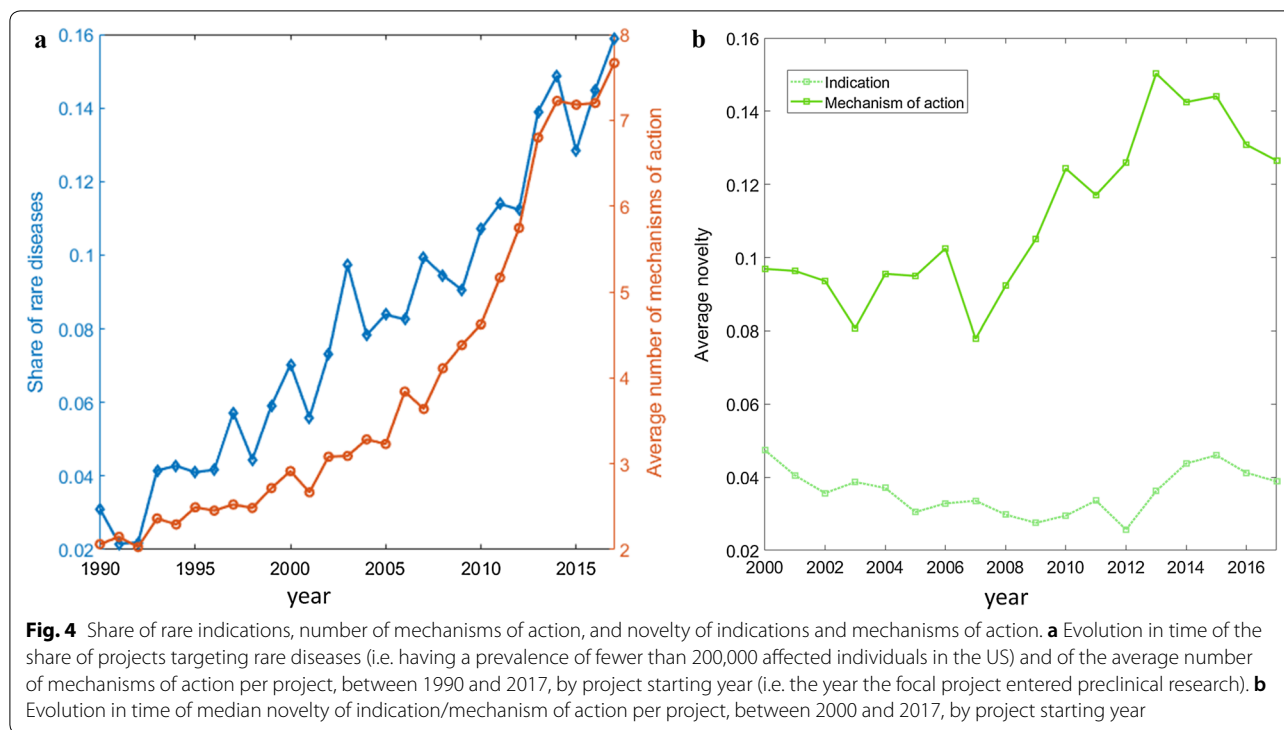 a
Share of rare diseases
0.16
0.14
0.12
0.1
0.08
0.06
0.04
0.02
1990
1995
2000
2005
2010
2015
year
8
7
6
5
4
3
2
Average number of mechanisms of action
b
Average novelty
0.16
0.14
0.12
0.1
0.08
0.06
0.04
0.02
Indication
Mechanism of action
2000
2002
2004
2006
2008
2010
2012
2014
2016
year
Fig. 4 Share of rare indications, number of mechanisms of action, and novelty of indications and mechanisms of action. a Evolution in time of the
share of projects targeting rare diseases (i.e. having a prevalence of fewer than 200,000 affected individuals in the US) and of the average number
of mechanisms of action per project, between 1990 and 2017, by project starting year (i.e. the year the focal project entered preclinical research). b
Evolution in time of median novelty of indication/mechanism of action per project, between 2000 and 2017, by project starting year